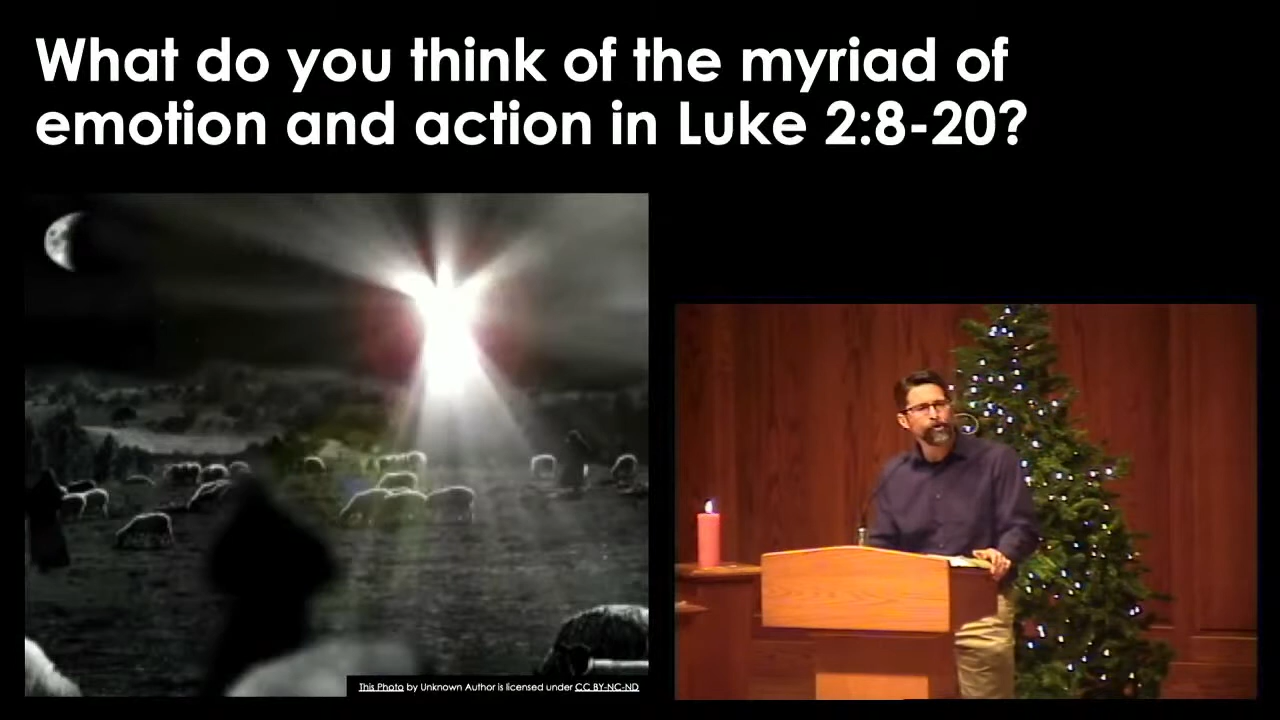 What do you think of the myriad of
emotion and action in Luke 2:8-20?
This Photo by Unknown Author is licensed under CC BY-NC-ND